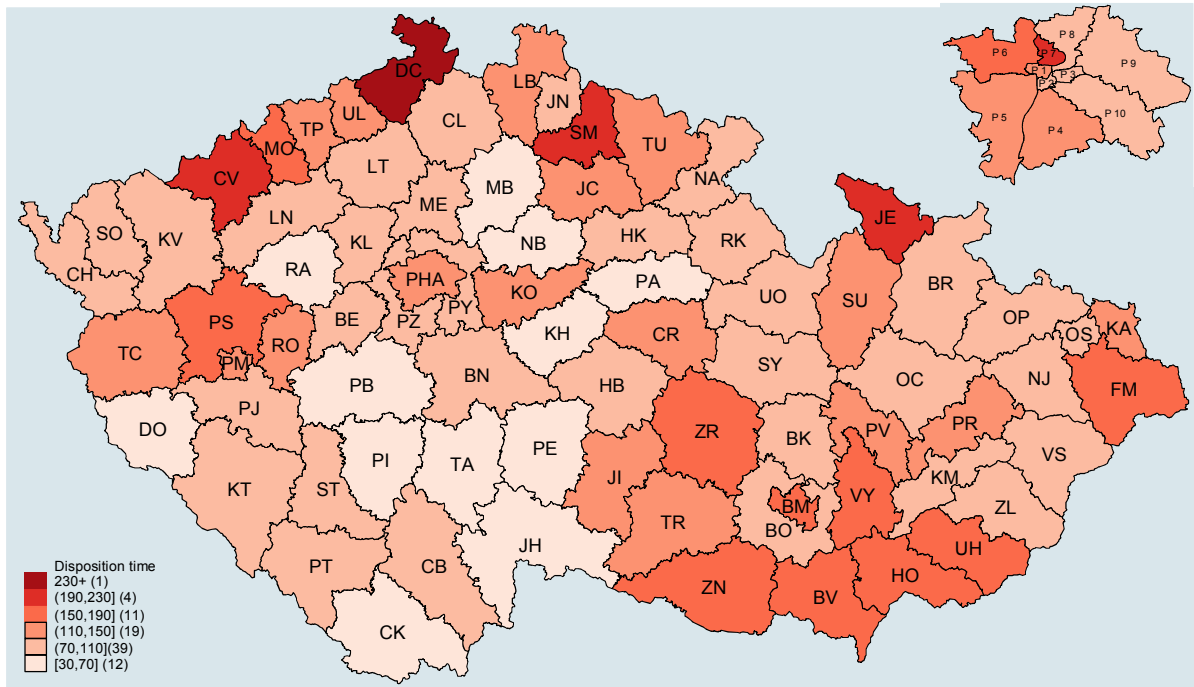 DC
P 8
P 6
P 7
P 9
P 1
P 3
P 2
P 10
P 5
P 4
LB
JN
UL
CL
TP
MO
SM
TU
CV
LT
MB
JC
NA
ME
LN
SO
KV
KL
NB
HK
RK
JE
CH
RA
PHA
KO
PA
UO
SU
BR
PY
PZ
BE
PS
OP
OS
KA
TC
RO
PM
KH
CR
SY
OC
NJ
FM
PB
BN
HB
PJ
DO
ZR
BK
PV
PR
VS
PI
TA
PE
KM
KT
ST
JI
VY
BM
ZL
TR
BO
JH
UH
PT
CB
HO
ZN
BV
CK
Disposition time
230+ (1)
(190,230] (4)
(150,190] (11)
(110,150] (19)
(70,110](39)
[30,70] (12)